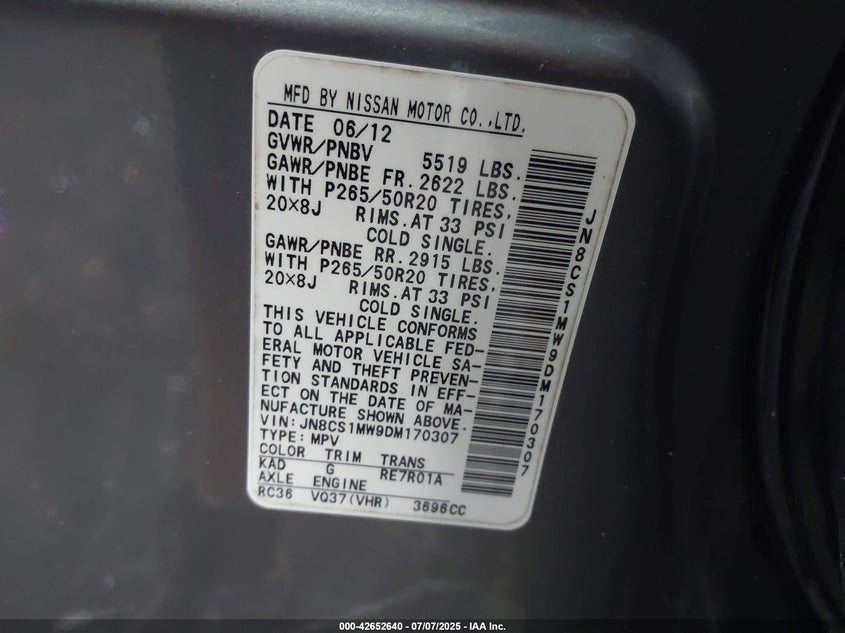 MFD BY NISSAN MOTOR CO.,LTD.
DATE 06/12
GVWR/PNBV 5519 LBS.
GAWR/PNBE FR. 2622 LBS.
WITH P265/50R20 TIRES,
20×8J RIMS.AT 33 PSI
COLD SINGLE.
GAWR/PNBE RR. 2915 LBS.
WITH P265/50R20 TIRES,
20×8J RIMS.AT 33 PSI
COLD SINGLE.
THIS VEHICLE CONFORMS
TO ALL APPLICABLE FED-
ERAL MOTOR VEHICLE SA-
FETY AND THEFT PREVEN-
TION STANDARDS IN EFF-
ECT ON THE DATE OF MA-
NUFACTURE SHOWN ABOVE.
VIN: JN8CS1MW9DM170307
TYPE: MPV
COLOR TRIM TRANS
KAD G RE7R01A
AXLE ENGINE
RC36 VQ37(VHR) 3696CC
JN8CS1MW9DM170307
000-42652640 - 07/07/2025 - IAA Inc.